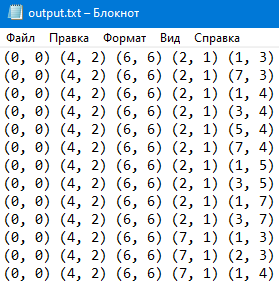 output.txt – Блокнот
Файл Правка Формат Вид Справка
(0, 0) (4, 2) (6, 6) (2, 1) (1, 3)
(0, 0) (4, 2) (6, 6) (2, 1) (7, 3)
(0, 0) (4, 2) (6, 6) (2, 1) (1, 4)
(0, 0) (4, 2) (6, 6) (2, 1) (3, 4)
(0, 0) (4, 2) (6, 6) (2, 1) (5, 4)
(0, 0) (4, 2) (6, 6) (2, 1) (7, 4)
(0, 0) (4, 2) (6, 6) (2, 1) (1, 5)
(0, 0) (4, 2) (6, 6) (2, 1) (3, 5)
(0, 0) (4, 2) (6, 6) (2, 1) (1, 7)
(0, 0) (4, 2) (6, 6) (2, 1) (3, 7)
(0, 0) (4, 2) (6, 6) (7, 1) (1, 3)
(0, 0) (4, 2) (6, 6) (7, 1) (2, 3)
(0, 0) (4, 2) (6, 6) (7, 1) (1, 4)